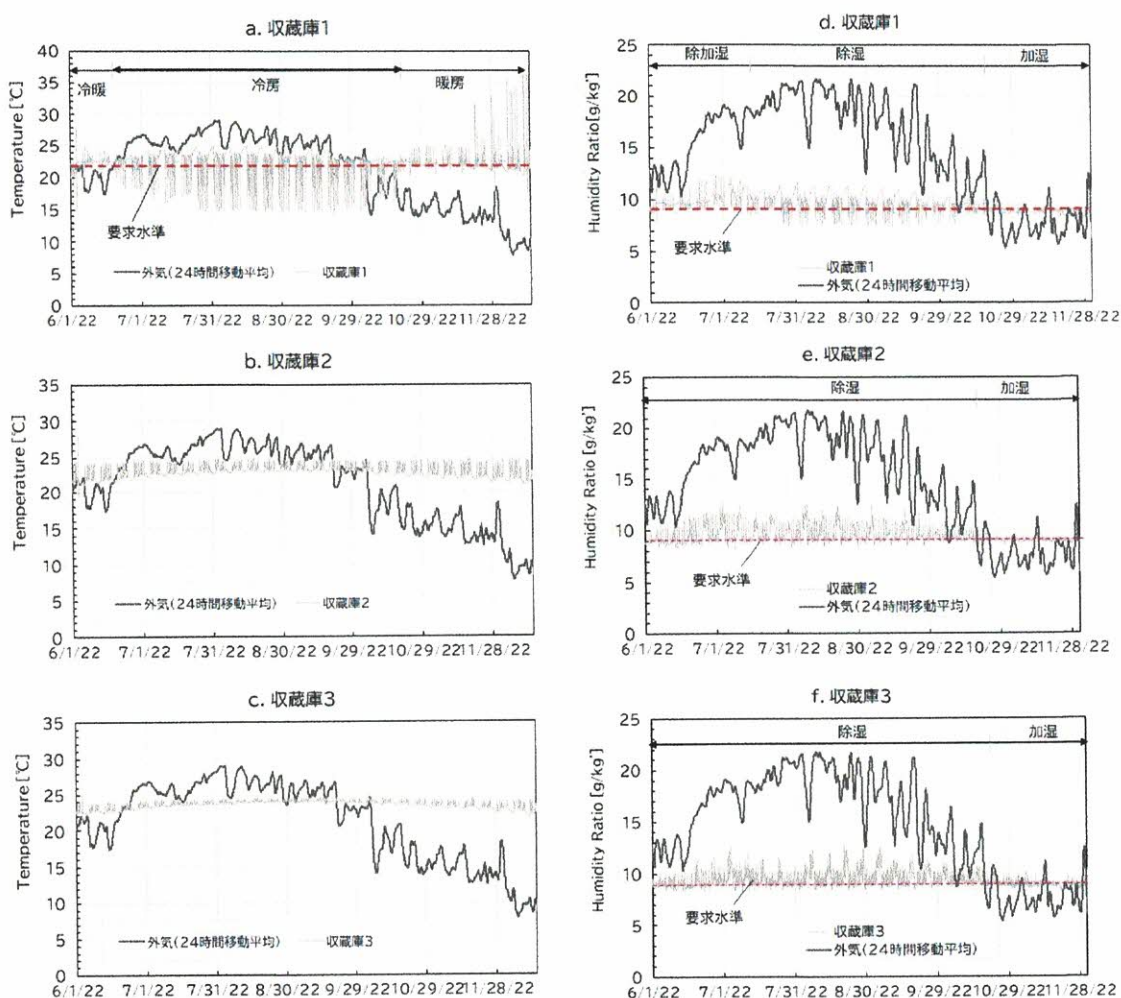 a. 収蔵庫1
Temperature [℃]
40
35
30
25
20
15
10
5
0
冷暖
冷房
暖房
要求水準
外気(24時間移動平均)
収蔵庫1
6/1/22 7/1/22 7/31/22 8/30/22 9/29/22 10/29/22 11/28/22
d. 収蔵庫1
Humidity Ratio[g/kg']
25
20
15
10
5
0
除加湿
除湿
加湿
要求水準
収蔵庫1
外気(24時間移動平均)
6/1/22 7/1/22 7/31/22 8/30/22 9/29/22 10/29/22 11/28/22
b. 収蔵庫2
Temperature [℃]
35
30
25
20
15
10
5
0
外気(24時間移動平均)
収蔵庫2
6/1/22 7/1/22 7/31/22 8/30/22 9/29/22 10/29/22 11/28/22
e. 収蔵庫2
Humidity Ratio [g/kg']
25
20
15
10
5
0
除湿
加湿
要求水準
収蔵庫2
外気(24時間移動平均)
6/1/22 7/1/22 7/31/22 8/30/22 9/29/22 10/29/22 11/28/22
c. 収蔵庫3
Temperature [℃]
35
30
25
20
15
10
5
0
外気(24時間移動平均)
収蔵庫3
6/1/22 7/1/22 7/31/22 8/30/22 9/29/22 10/29/22 11/28/22
f. 収蔵庫3
Humidity Ratio [g/kg']
25
20
15
10
5
0
除湿
加湿
要求水準
収蔵庫3
外気(24時間移動平均)
6/1/22 7/1/22 7/31/22 8/30/22 9/29/22 10/29/22 11/28/22